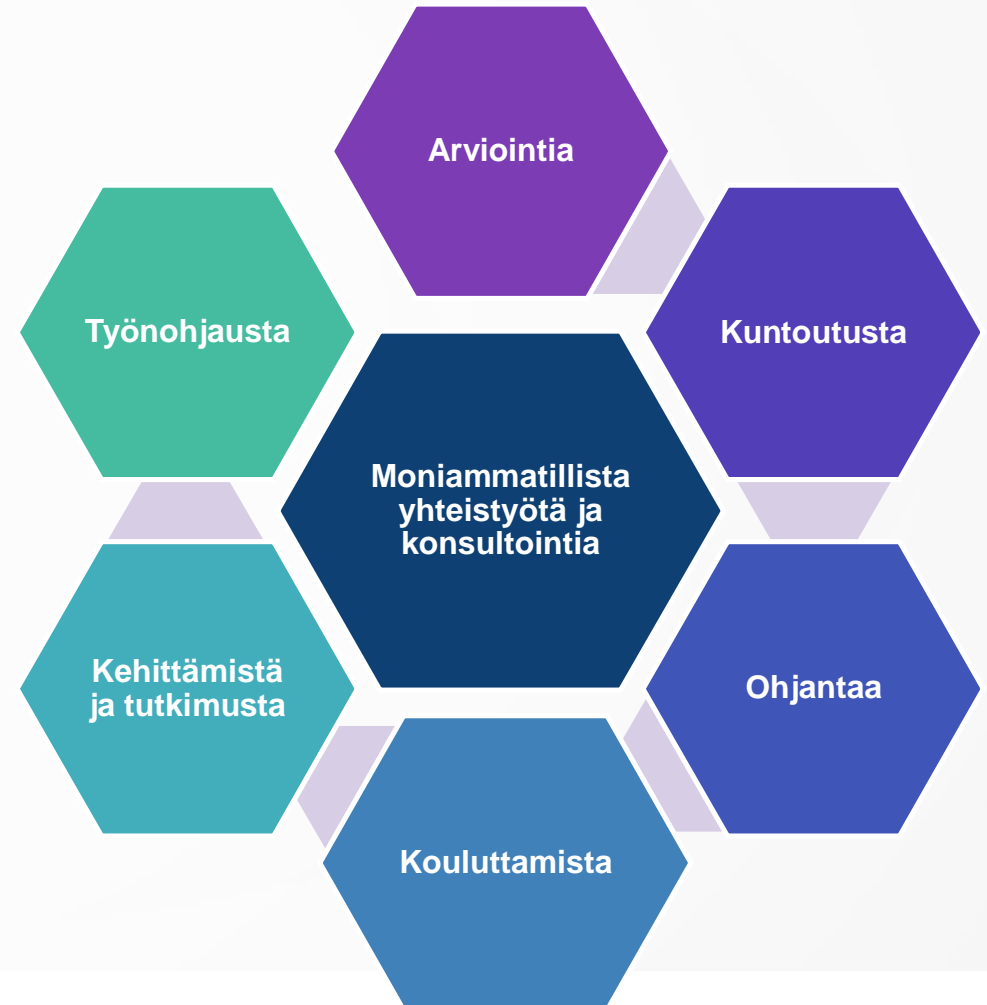 Arviointia
Kuntoutusta
Ohjantaa
Kouluttamista
Kehittämistä
ja tutkimusta
Työnohjausta
Moniammatillista
yhteistyötä ja
konsultointia